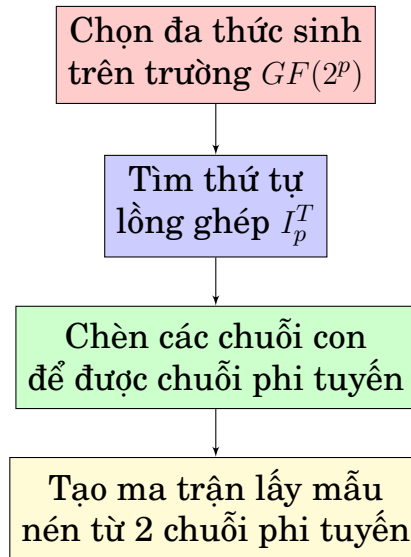 Chọn đa thức sinh
trên trường $GF(2^p)$
Tìm thứ tự
lồng ghép $I_p^T$
Chèn các chuỗi con
để được chuỗi phi tuyến
Tạo ma trận lấy mẫu
nén từ 2 chuỗi phi tuyến